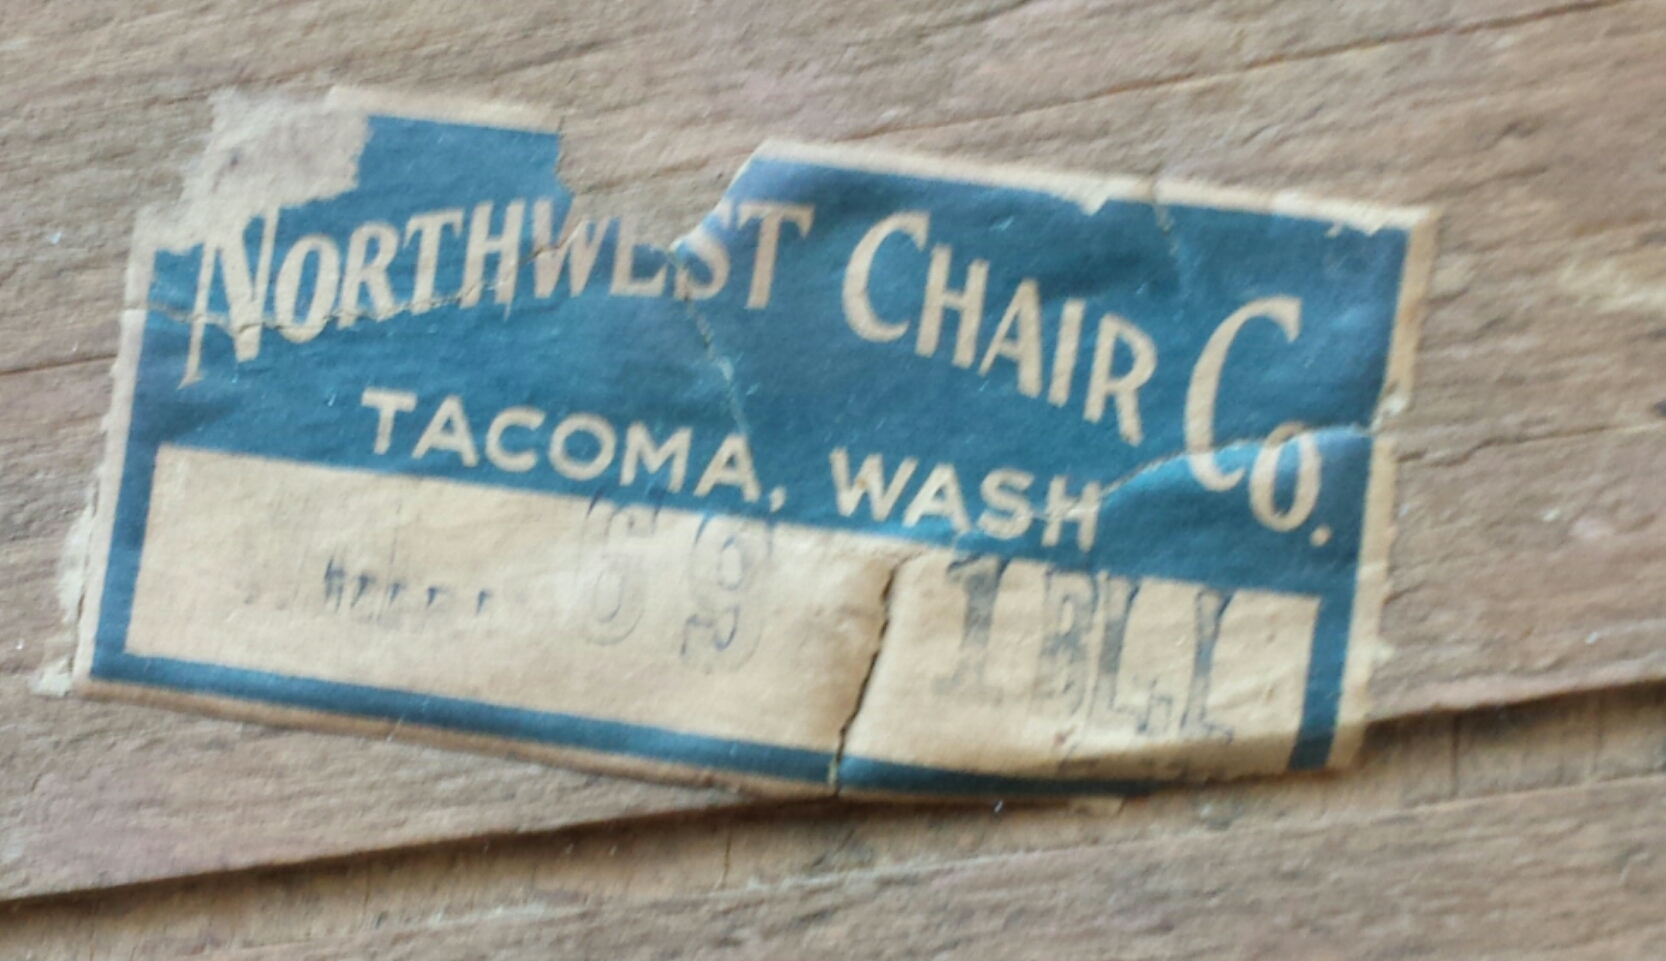 NORTHWEST CHAIR CO.
TACOMA, WASH